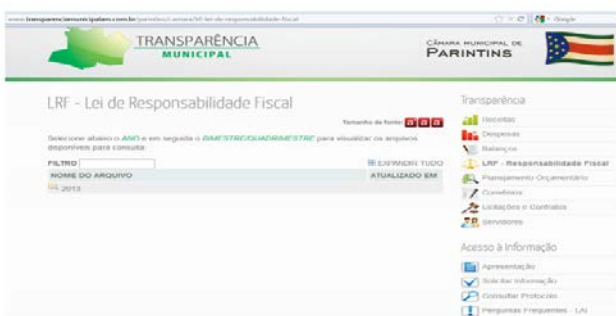 www.transparenciamunicipalam.com.br/parintins/camara/lrf-lei-de-responsabilidade-fiscal
Google
TRANSPARÊNCIA
MUNICIPAL
CÂMARA MUNICIPAL DE
PARINTINS
LRF - Lei de Responsabilidade Fiscal
Tamanho da fonte: a a a
Selecione abaixo o ANO e em seguida o BIMESTRE/QUADRIMESTRE para visualizar os arquivos
disponíveis para consulta:
FILTRO
EXPANDIR TUDO
NOME DO ARQUIVO
ATUALIZADO EM
2013
Transparência
Receitas
Despesas
Balanços
LRF - Responsabilidade Fiscal
Planejamento Orçamentário
Convênios
Licitações e Contratos
Servidores
Acesso à Informação
Apresentação
Solicitar Informação
Consultar Protocolo
Perguntas Frequentes - LAI